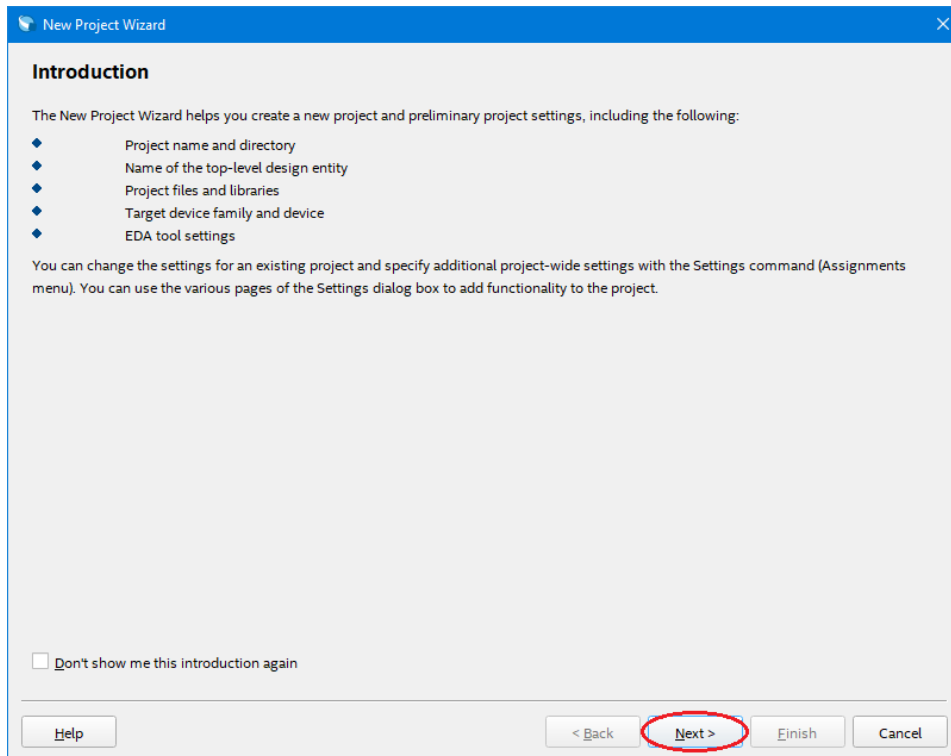 New Project Wizard
Introduction
The New Project Wizard helps you create a new project and preliminary project settings, including the following:
Project name and directory
Name of the top-level design entity
Project files and libraries
Target device family and device
EDA tool settings
You can change the settings for an existing project and specify additional project-wide settings with the Settings command (Assignments
menu). You can use the various pages of the Settings dialog box to add functionality to the project.
Don't show me this introduction again
Help
< Back
Next >
Finish
Cancel